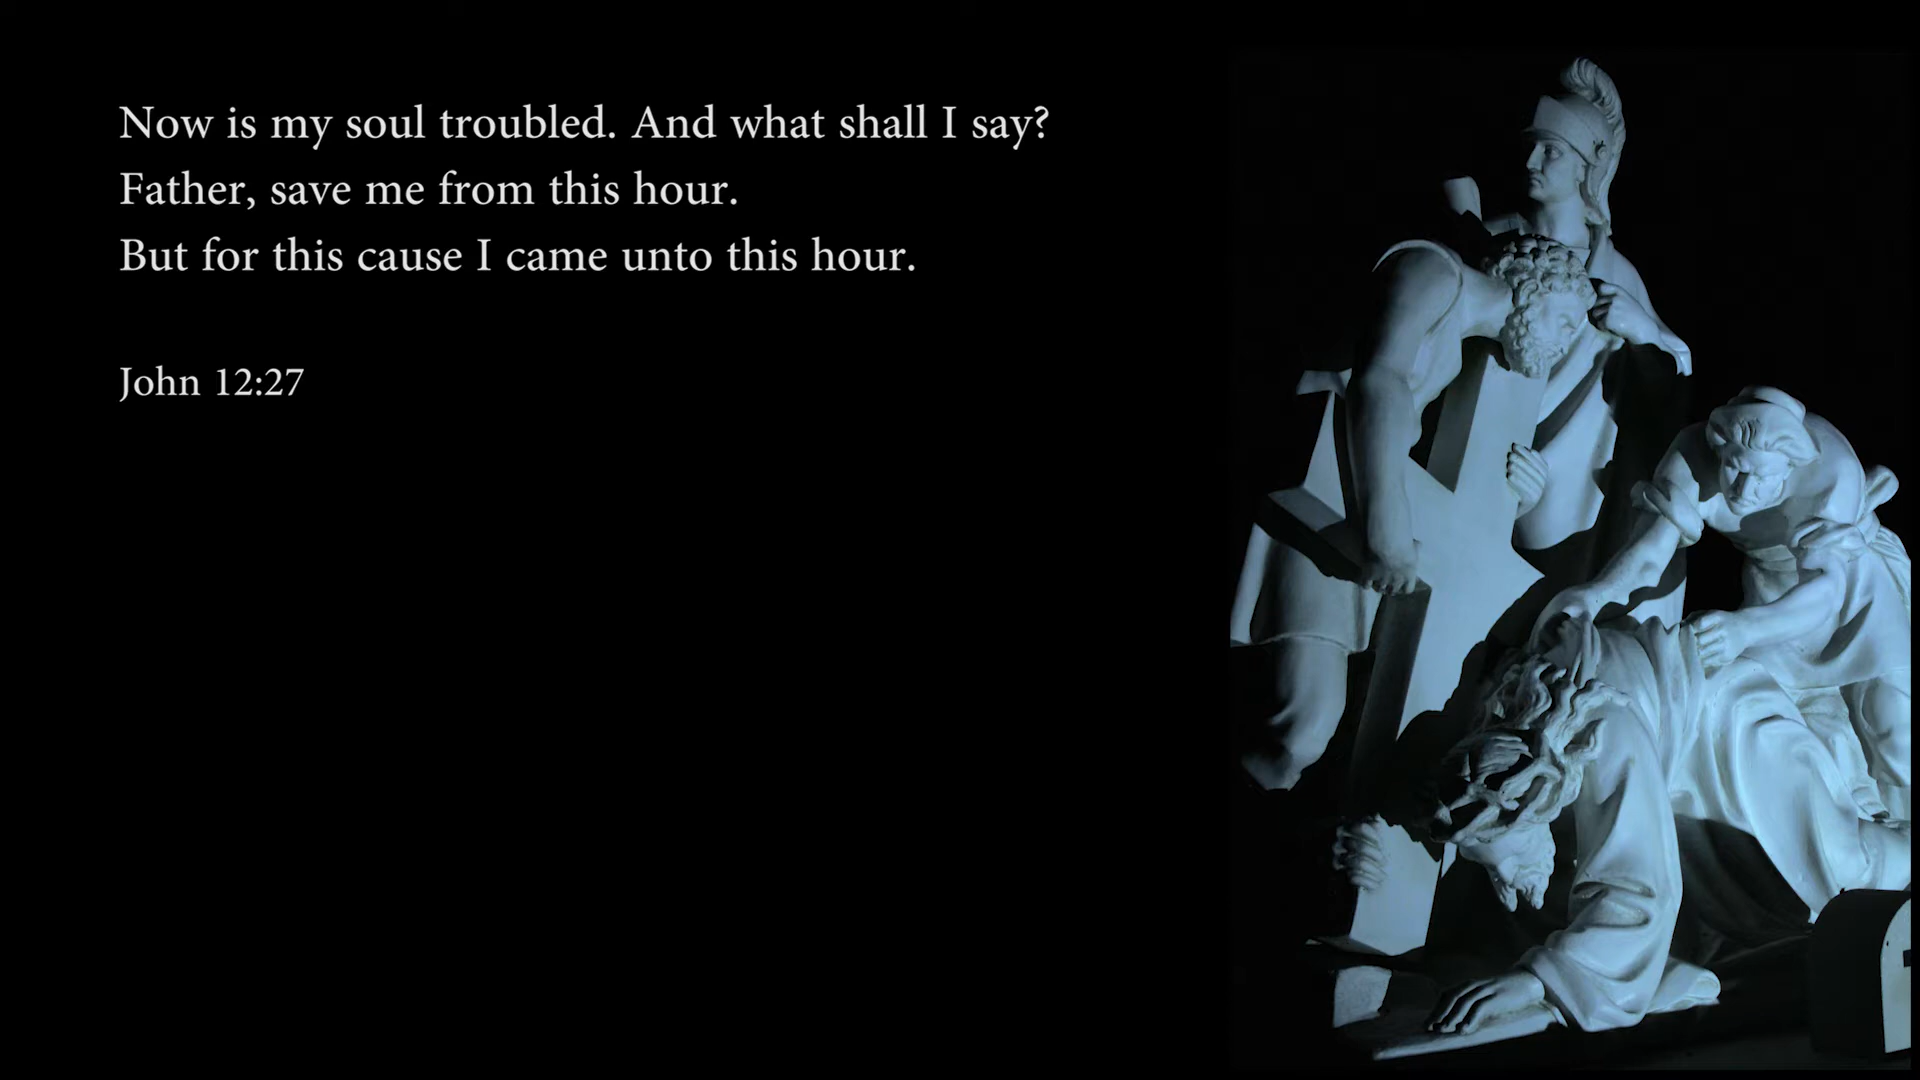 Now is my soul troubled. And what shall I say?
Father, save me from this hour.
But for this cause I came unto this hour.
John 12:27